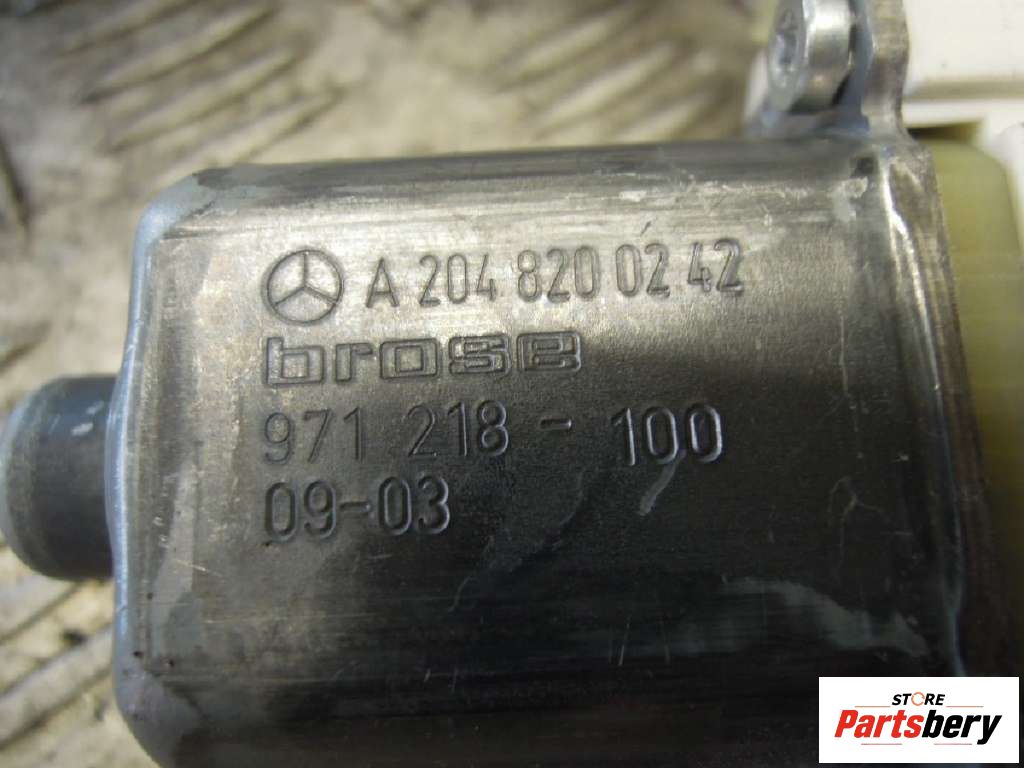 A 204 820 02 42
brose
971 218 - 100
09-03
STORE
Partsbery